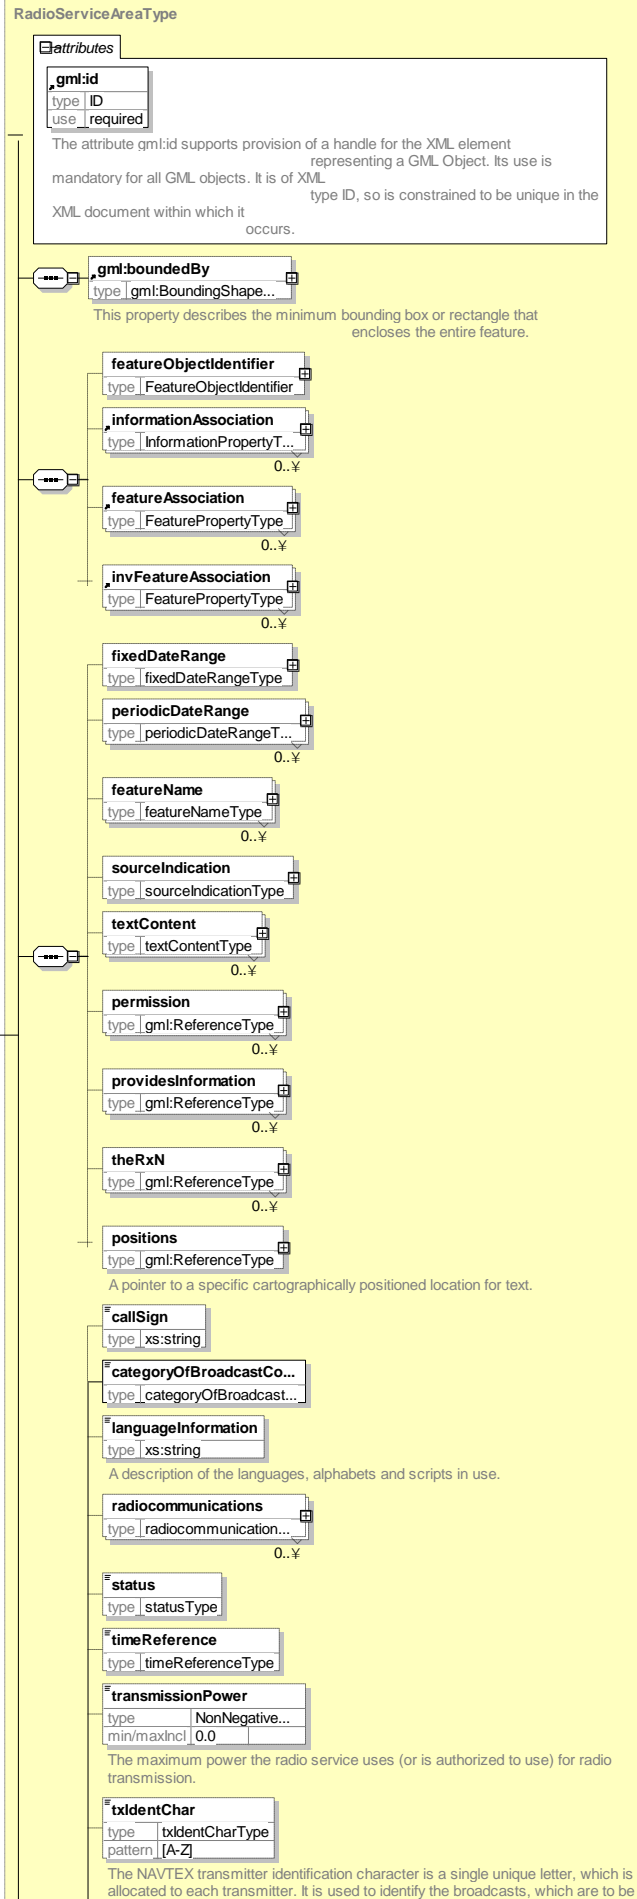 RadioServiceAreaType
attributes
gml:id
type ID
use required
The attribute gml:id supports provision of a handle for the XML element
representing a GML Object. Its use is
mandatory for all GML objects. It is of XML
type ID, so is constrained to be unique in the
XML document within which it
occurs.
gml:boundedBy
type gml:BoundingShape...
This property describes the minimum bounding box or rectangle that
encloses the entire feature.
featureObjectIdentifier
type FeatureObjectIdentifier
informationAssociation
type InformationPropertyT...
0..¥
featureAssociation
type FeaturePropertyType
0..¥
invFeatureAssociation
type FeaturePropertyType
0..¥
fixedDateRange
type fixedDateRangeType
periodicDateRange
type periodicDateRangeT...
0..¥
featureName
type featureNameType
0..¥
sourceIndication
type sourceIndicationType
textContent
type textContentType
0..¥
permission
type gml:ReferenceType
0..¥
providesInformation
type gml:ReferenceType
0..¥
theRxN
type gml:ReferenceType
0..¥
positions
type gml:ReferenceType
A pointer to a specific cartographically positioned location for text.
callSign
type xs:string
categoryOfBroadcastCo...
type categoryOfBroadcast...
languageInformation
type xs:string
A description of the languages, alphabets and scripts in use.
radiocommunications
type radiocommunication...
0..¥
status
type statusType
timeReference
type timeReferenceType
transmissionPower
type NonNegative...
min/maxIncl 0.0
The maximum power the radio service uses (or is authorized to use) for radio
transmission.
txIdentChar
type txIdentCharType
pattern [A-Z]
The NAVTEX transmitter identification character is a single unique letter, which is
allocated to each transmitter. It is used to identify the broadcasts, which are to be